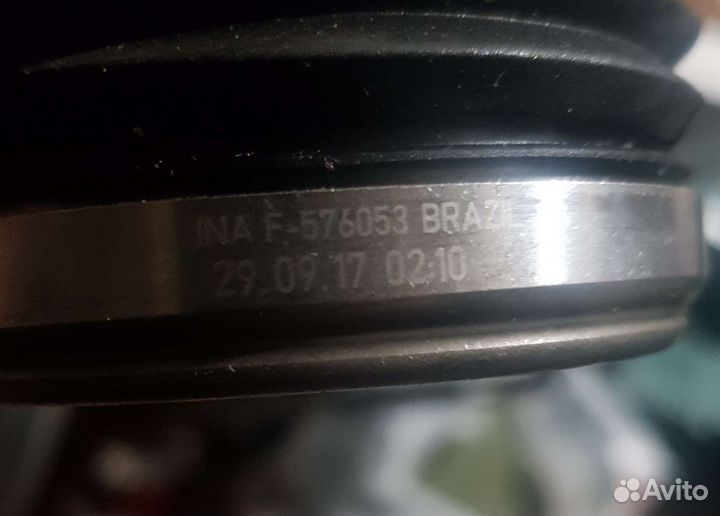 INA F-576053 BRAZI
29.09.17 02:10
Avito